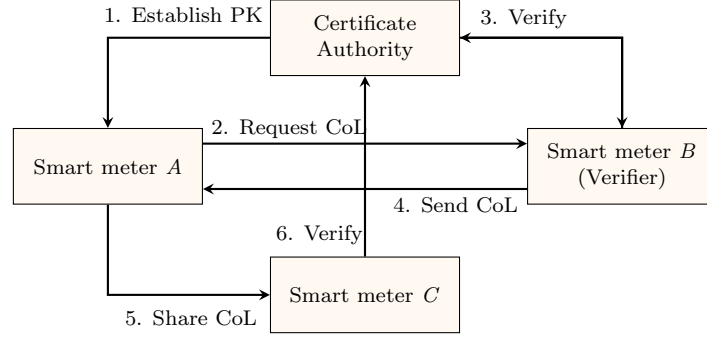 1. Establish PK
Certificate
Authority
3. Verify
2. Request CoL
Smart meter A
Smart meter B
(Verifier)
4. Send CoL
6. Verify
Smart meter C
5. Share CoL